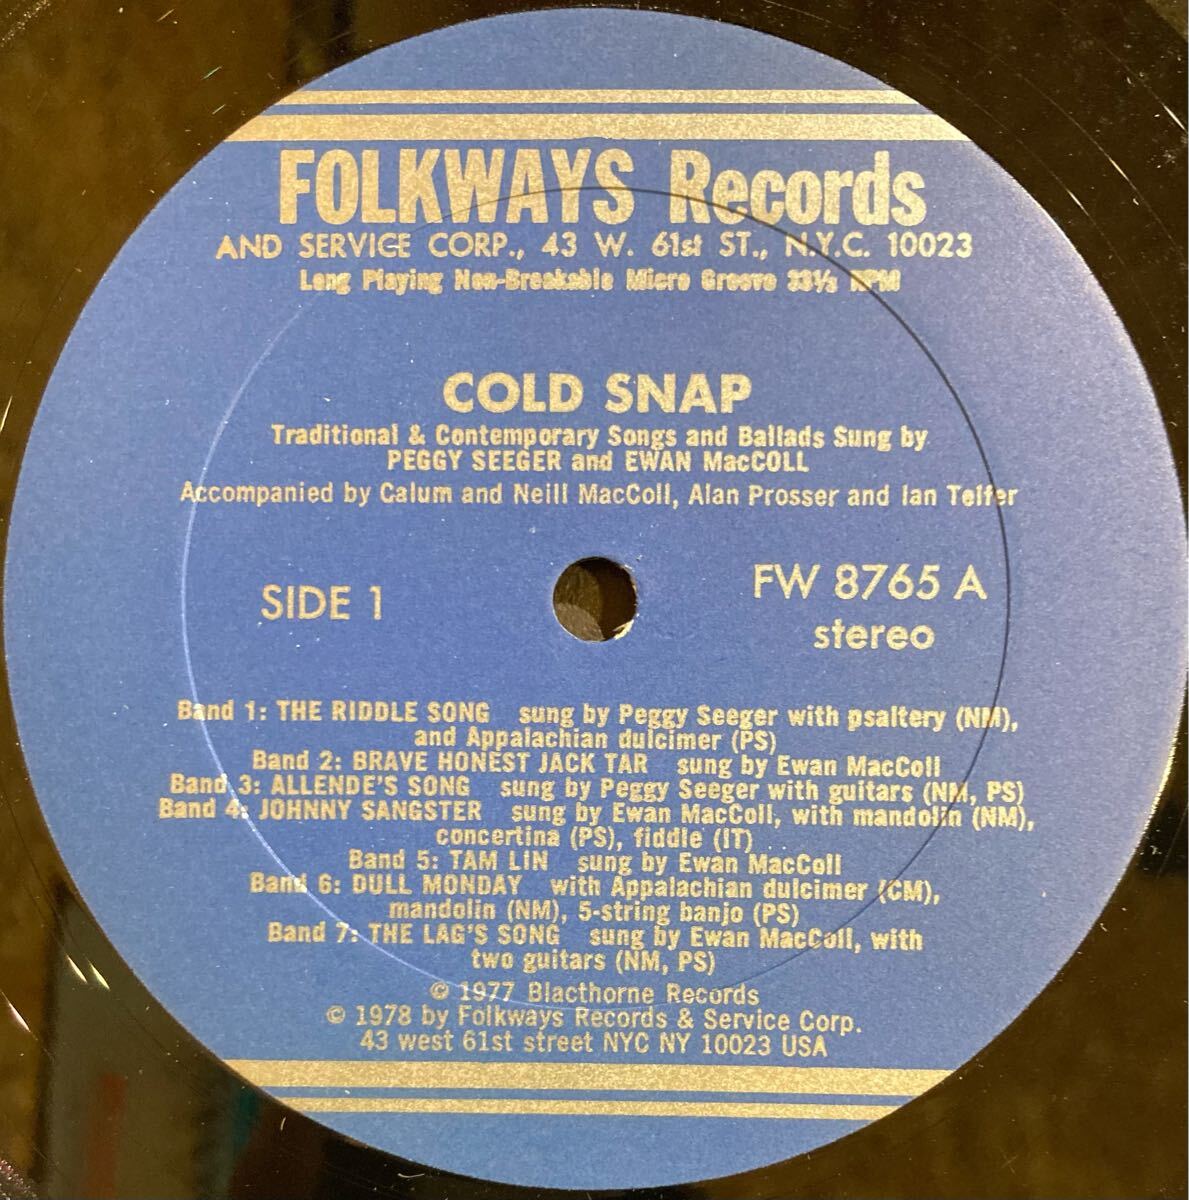 FOLKWAYS Records
AND SERVICE CORP., 43 W. 61st ST., N.Y.C. 10023
Long Playing Non-Breakable Micro Groove 33⅓ RPM
COLD SNAP
Traditional & Contemporary Songs and Ballads Sung by
PEGGY SEEGER and EWAN MacCOLL
Accompanied by Calum and Neill MacColl, Alan Prosser and Ian Telfer
SIDE 1
FW 8765 A
stereo
Band 1: THE RIDDLE SONG sung by Peggy Seeger with psaltery (NM),
and Appalachian dulcimer (PS)
Band 2: BRAVE HONEST JACK TAR sung by Ewan MacColl
Band 3: ALLENDE'S SONG sung by Peggy Seeger with guitars (NM, PS)
Band 4: JOHNNY SANGSTER sung by Ewan MacColl, with mandolin (NM),
concertina (PS), fiddle (IT)
Band 5: TAM LIN sung by Ewan MacColl
Band 6: DULL MONDAY with Appalachian dulcimer (CM),
mandolin (NM), 5-string banjo (PS)
Band 7: THE LAG'S SONG sung by Ewan MacColl, with
two guitars (NM, PS)
© 1977 Blacthorne Records
© 1978 by Folkways Records & Service Corp.
43 west 61st street NYC NY 10023 USA